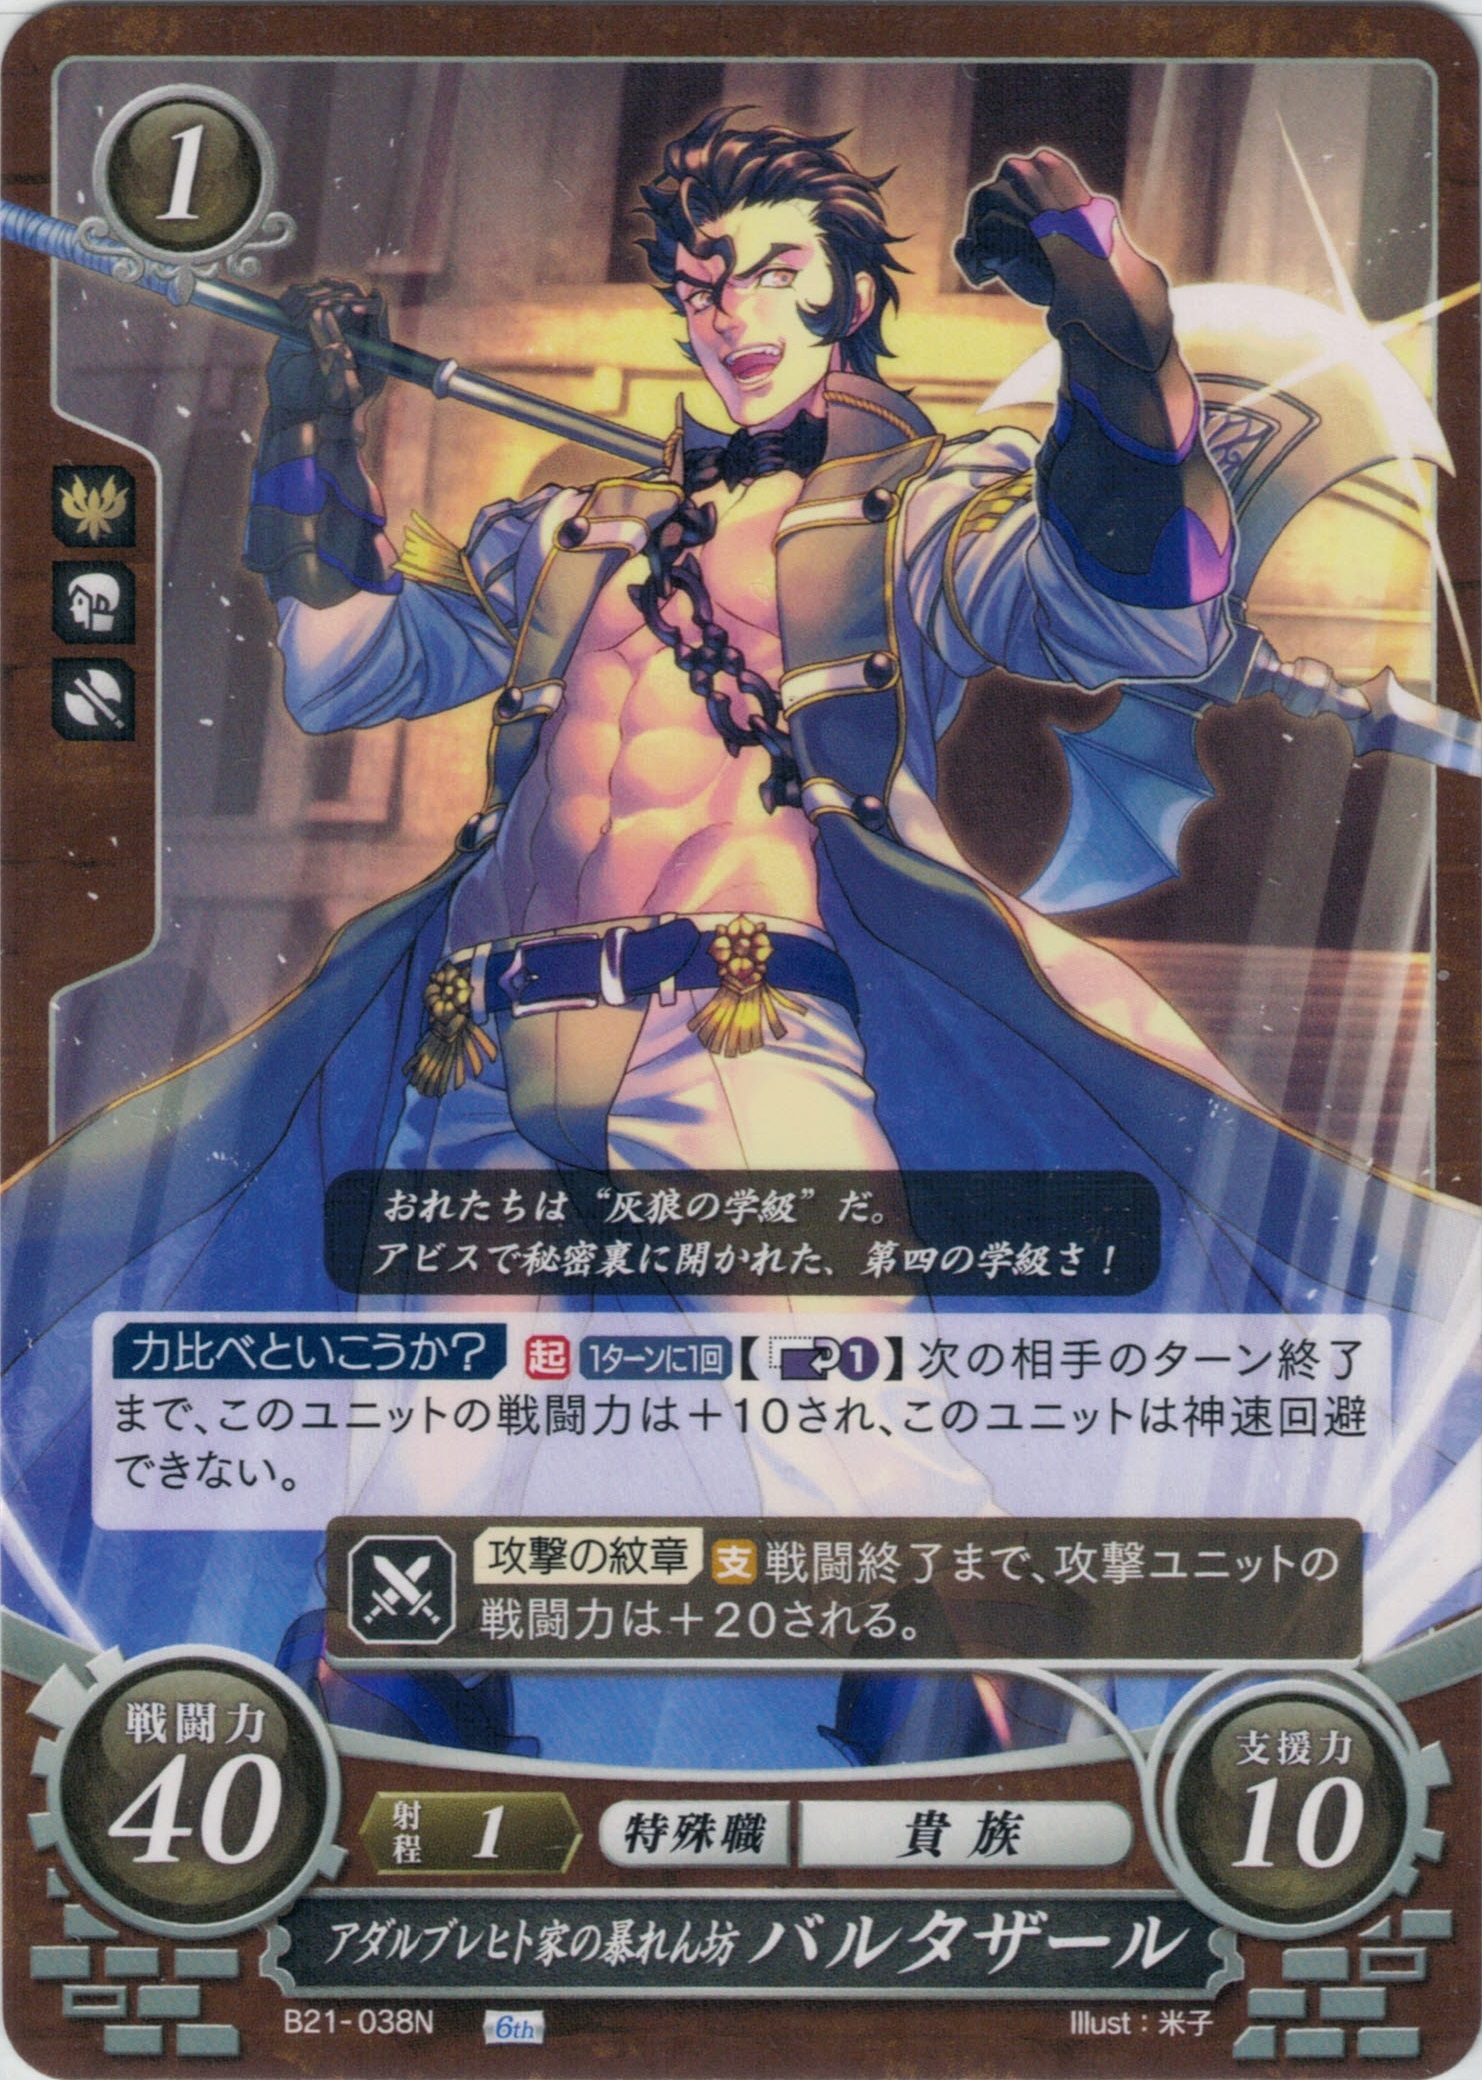 1
おれたちは“灰狼の学級”だ。
アビスで秘密裏に開かれた、第四の学級さ！
力比べといこうか？ 起 1ターンに1回【1】次の相手のターン終了
まで、このユニットの戦闘力は＋10され、このユニットは神速回避
できない。
攻撃の紋章 支 戦闘終了まで、攻撃ユニットの
戦闘力は＋20される。
戦闘力
40
射程 1
特殊職
貴族
支援力
10
アダルブレヒト家の暴れん坊 バルタザール
B21-038N
6th
Illust：米子